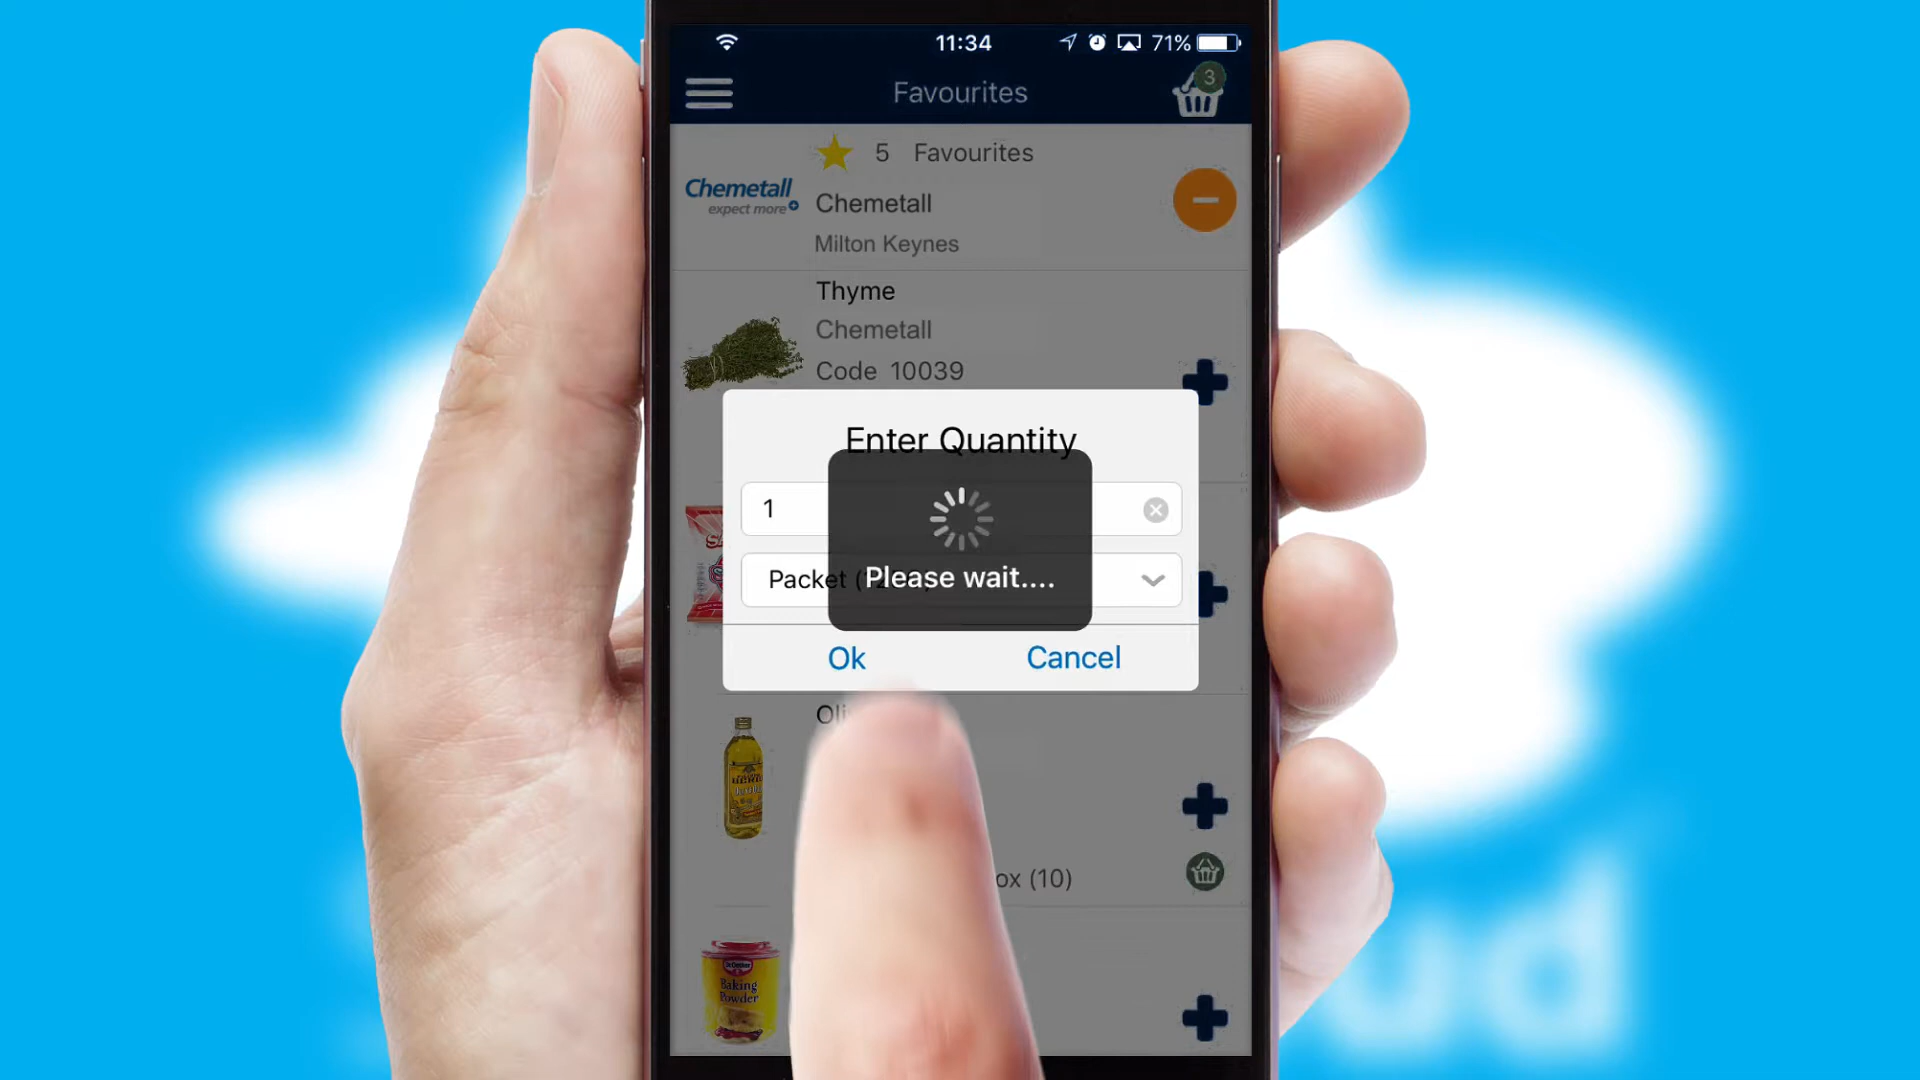 11:34
71%
Favourites
3
5 Favourites
Chemetall
expect more
Chemetall
Milton Keynes
Thyme
Chemetall
Code 10039
Enter Quantity
1
Packet
Please wait....
Ok
Cancel
ox (10)
Baking
Powder
ud